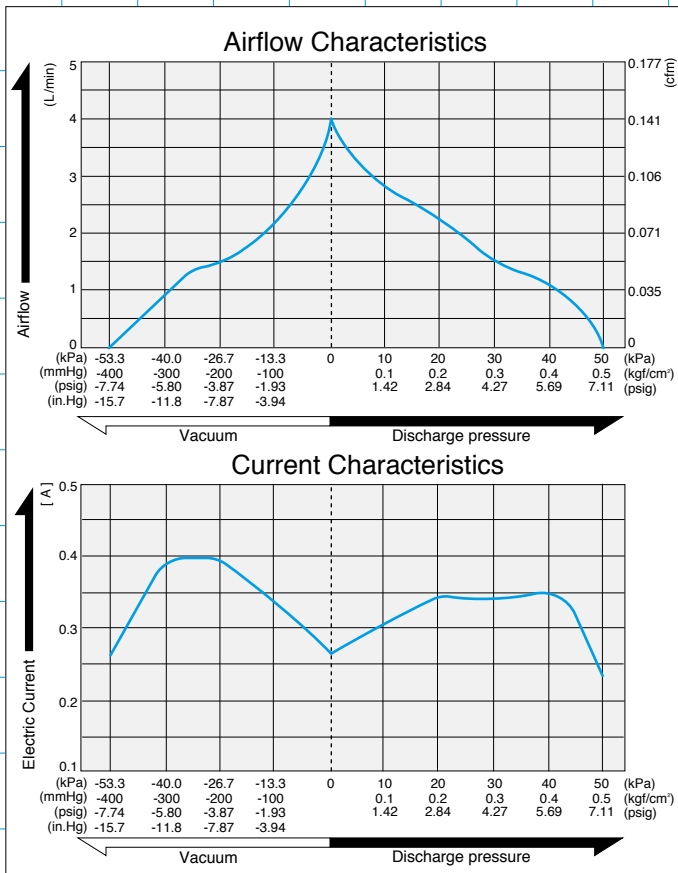 Airflow Characteristics
Airflow
(L/min)
(cfm)
5 0.177
4 0.141
3 0.106
2 0.071
1 0.035
0 0
(kPa) -53.3 -40.0 -26.7 -13.3 0 10 20 30 40 50 (kPa)
(mmHg) -400 -300 -200 -100 0.1 0.2 0.3 0.4 0.5 (kgf/cm²)
(psig) -7.74 -5.80 -3.87 -1.93 1.42 2.84 4.27 5.69 7.11 (psig)
(in.Hg) -15.7 -11.8 -7.87 -3.94
Vacuum Discharge pressure
Current Characteristics
Electric Current
[ A ]
0.5
0.4
0.3
0.2
0.1
(kPa) -53.3 -40.0 -26.7 -13.3 0 10 20 30 40 50 (kPa)
(mmHg) -400 -300 -200 -100 0.1 0.2 0.3 0.4 0.5 (kgf/cm²)
(psig) -7.74 -5.80 -3.87 -1.93 1.42 2.84 4.27 5.69 7.11 (psig)
(in.Hg) -15.7 -11.8 -7.87 -3.94
Vacuum Discharge pressure